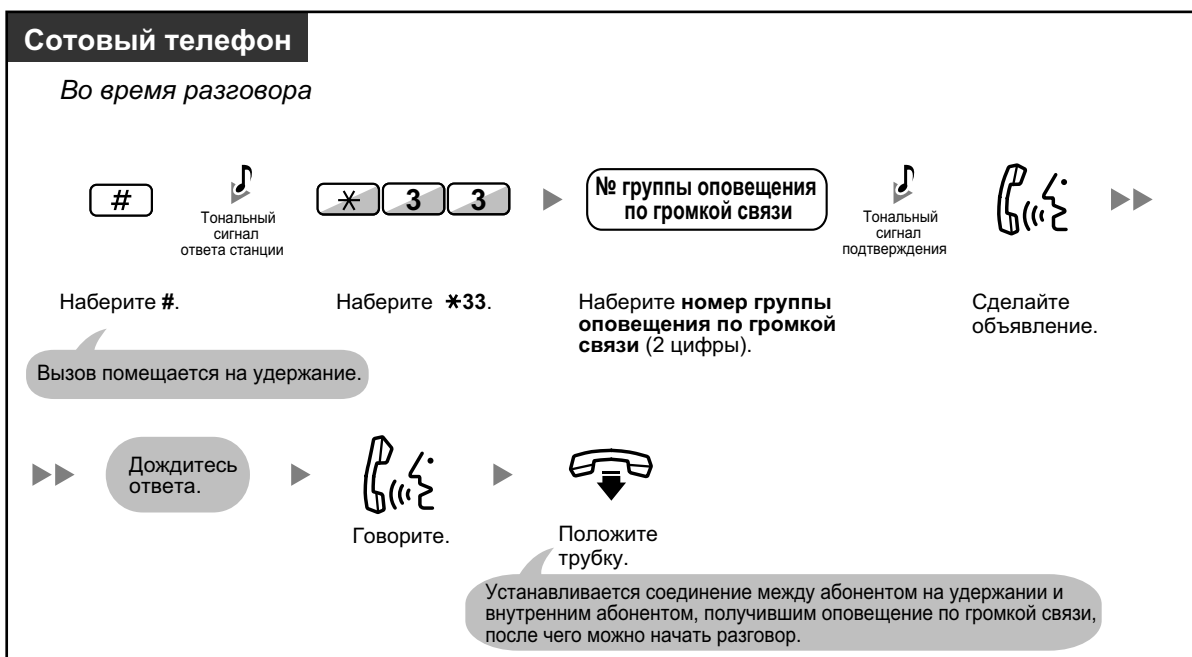 Сотовый телефон
Во время разговора
#
Тональный
сигнал
ответа станции
✳ 3 3
№ группы оповещения
по громкой связи
Тональный
сигнал
подтверждения
Наберите #.
Наберите ✳33.
Наберите номер группы
оповещения по громкой
связи (2 цифры).
Сделайте
объявление.
Вызов помещается на удержание.
Дождитесь
ответа.
Говорите.
Положите
трубку.
Устанавливается соединение между абонентом на удержании и
внутренним абонентом, получившим оповещение по громкой связи,
после чего можно начать разговор.